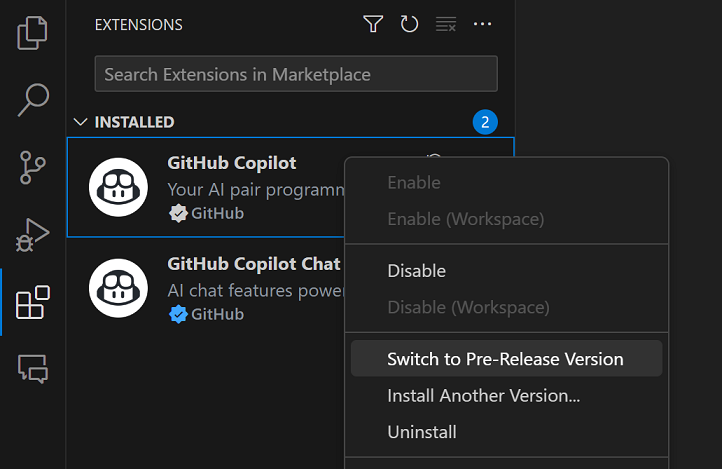 EXTENSIONS
Search Extensions in Marketplace
INSTALLED
2
GitHub Copilot
Your AI pair programm
GitHub
GitHub Copilot Chat
AI chat features power
GitHub
Enable
Enable (Workspace)
Disable
Disable (Workspace)
Switch to Pre-Release Version
Install Another Version...
Uninstall